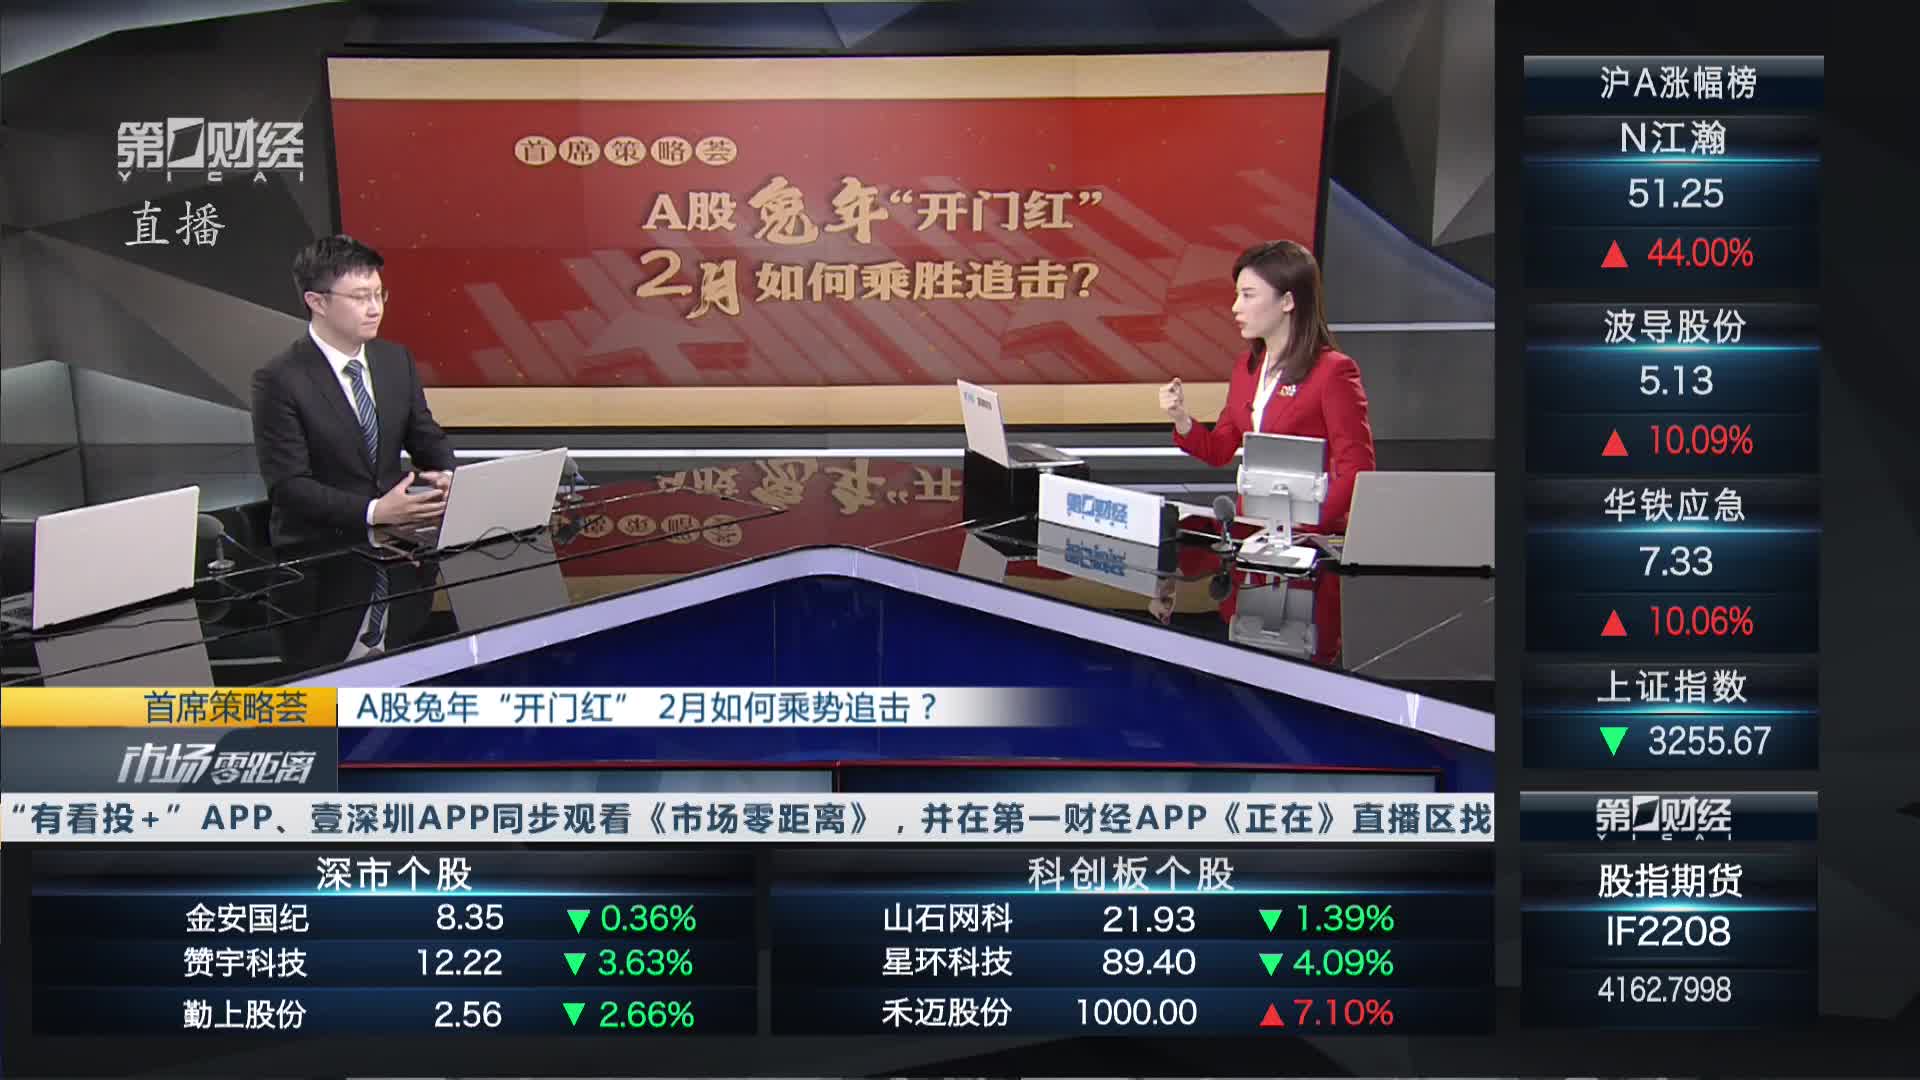 第一财经
YICAI
直播
首席策略荟
A股兔年“开门红”
2月如何乘胜追击?
第一财经
首席策略荟
A股兔年“开门红” 2月如何乘势追击？
市场零距离
“有看投+”APP、壹深圳APP同步观看《市场零距离》，并在第一财经APP《正在》直播区找
深市个股
金安国纪 8.35 ▼0.36%
赞宇科技 12.22 ▼3.63%
勤上股份 2.56 ▼2.66%
科创板个股
山石网科 21.93 ▼1.39%
星环科技 89.40 ▼4.09%
禾迈股份 1000.00 ▲7.10%
沪A涨幅榜
N江瀚
51.25
▲ 44.00%
波导股份
5.13
▲ 10.09%
华铁应急
7.33
▲ 10.06%
上证指数
▼ 3255.67
第一财经
YICAI
股指期货
IF2208
4162.7998